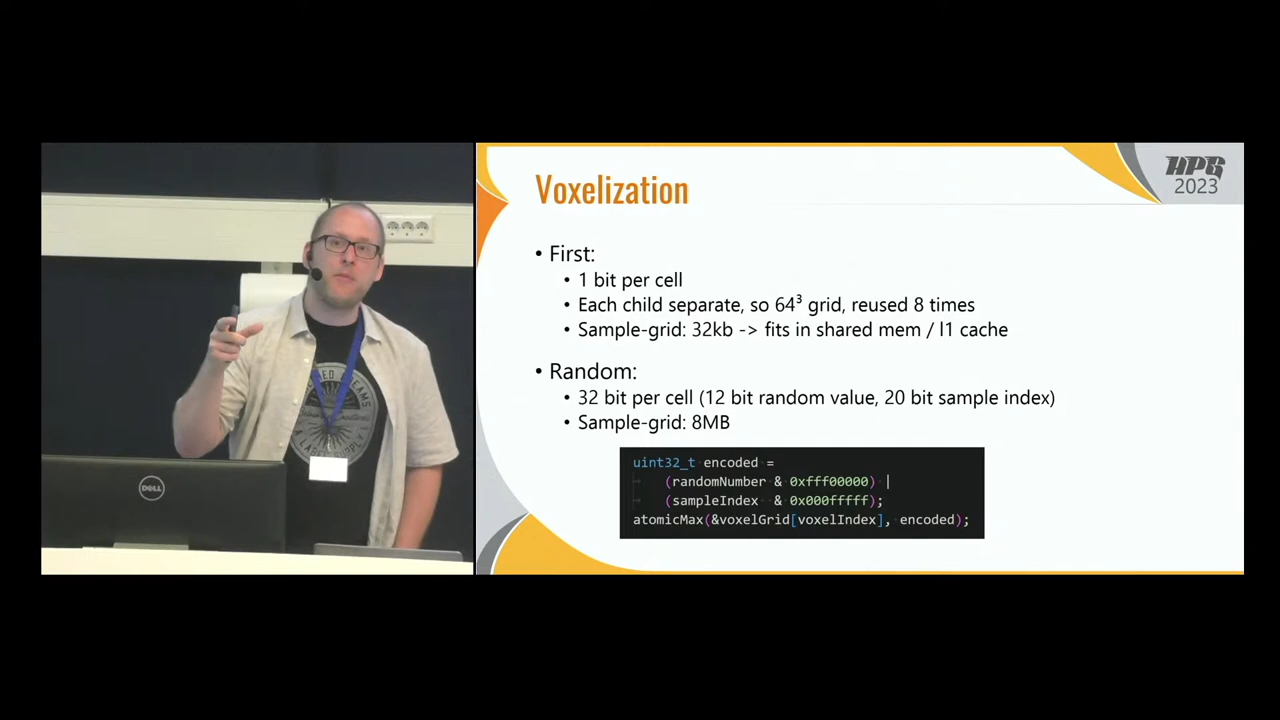 HPG
2023
Voxelization
• First:
• 1 bit per cell
• Each child separate, so 64³ grid, reused 8 times
• Sample-grid: 32kb -> fits in shared mem / l1 cache
• Random:
• 32 bit per cell (12 bit random value, 20 bit sample index)
• Sample-grid: 8MB
uint32_t encoded =
(randomNumber & 0xfff00000) |
(sampleIndex & 0x000fffff);
atomicMax(&voxelGrid[voxelIndex], encoded);
DELL